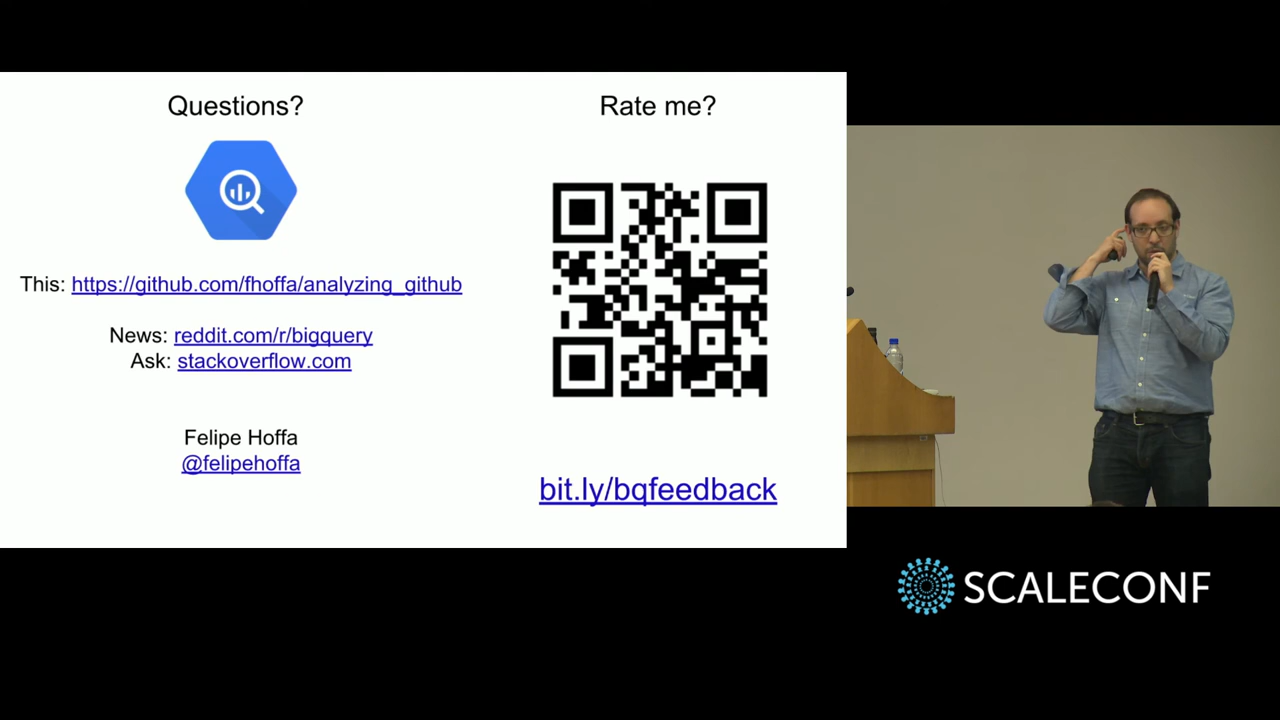 Questions?
This: https://github.com/fhoffa/analyzing_github
News: reddit.com/r/bigquery
Ask: stackoverflow.com
Felipe Hoffa
@felipehoffa
Rate me?
bit.ly/bqfeedback
SCALECONF